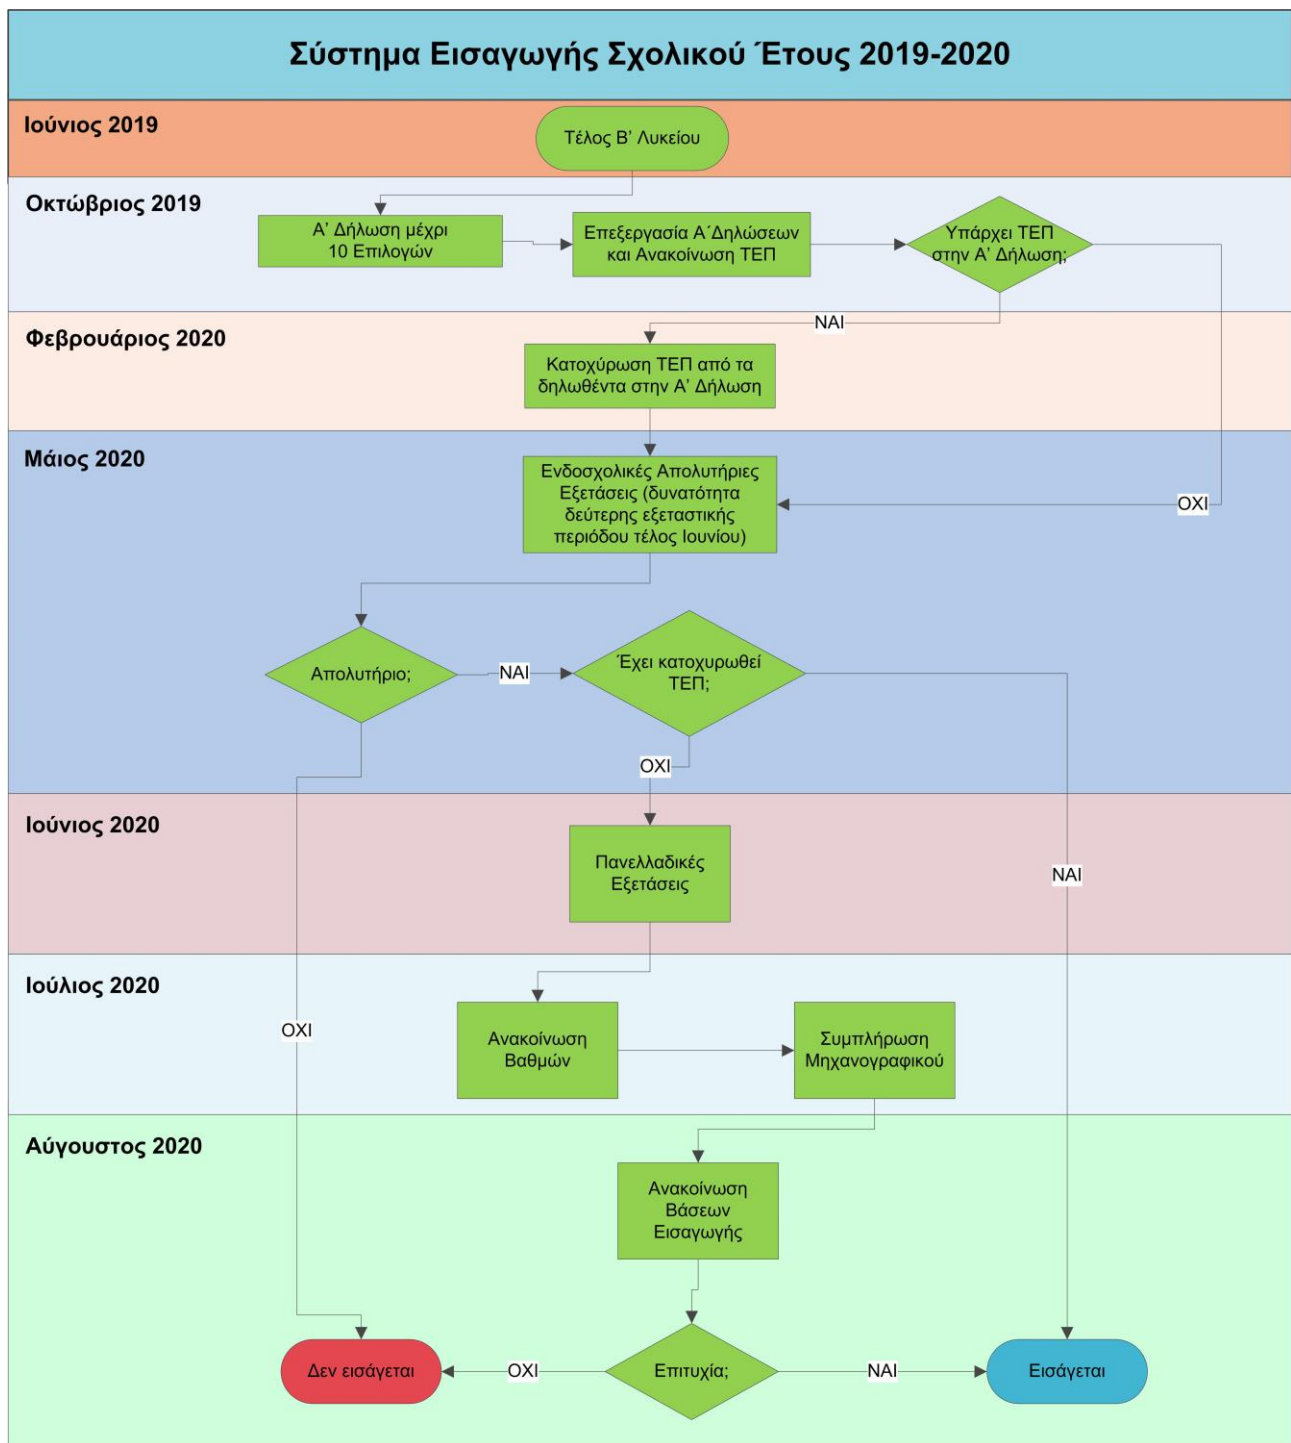 Σύστημα Εισαγωγής Σχολικού Έτους 2019-2020
Ιούνιος 2019
Τέλος Β’ Λυκείου
Οκτώβριος 2019
Α’ Δήλωση μέχρι
10 Επιλογών
Επεξεργασία Α΄Δηλώσεων
και Ανακοίνωση ΤΕΠ
Υπάρχει ΤΕΠ
στην Α’ Δήλωση;
ΝΑΙ
Φεβρουάριος 2020
Κατοχύρωση ΤΕΠ από τα
δηλωθέντα στην Α’ Δήλωση
Μάιος 2020
Ενδοσχολικές Απολυτήριες
Εξετάσεις (δυνατότητα
δεύτερης εξεταστικής
περιόδου τέλος Ιουνίου)
ΟΧΙ
Απολυτήριο;
ΝΑΙ
Έχει κατοχυρωθεί
ΤΕΠ;
ΟΧΙ
Ιούνιος 2020
Πανελλαδικές
Εξετάσεις
ΝΑΙ
Ιούλιος 2020
ΟΧΙ
Ανακοίνωση
Βαθμών
Συμπλήρωση
Μηχανογραφικού
Αύγουστος 2020
Ανακοίνωση
Βάσεων
Εισαγωγής
Δεν εισάγεται
ΟΧΙ
Επιτυχία;
ΝΑΙ
Εισάγεται